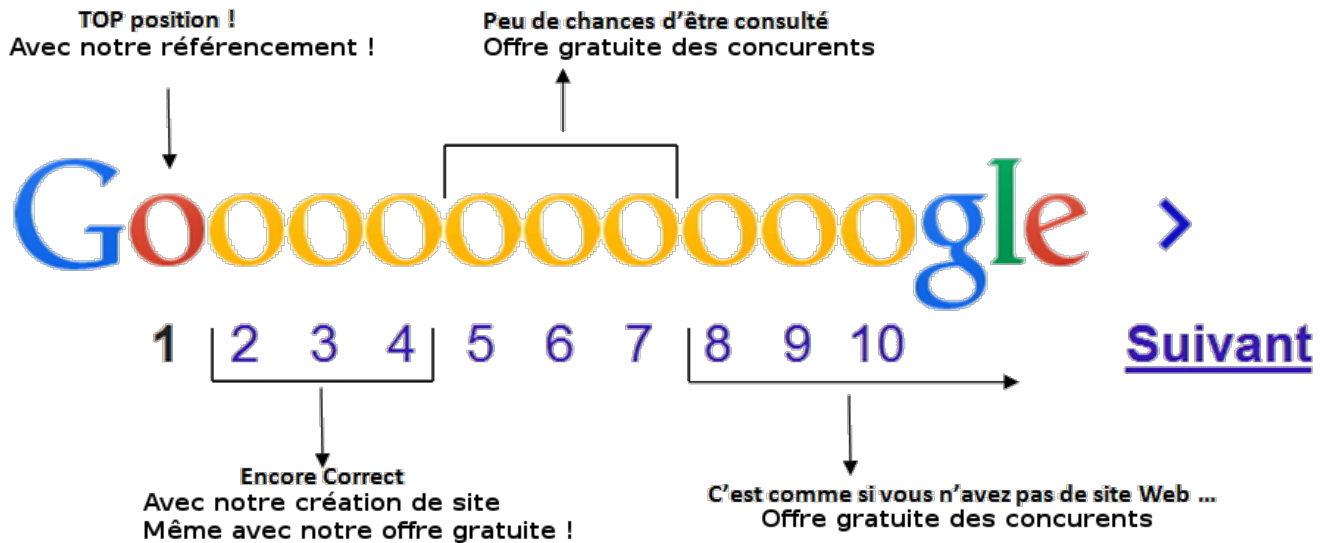 TOP position !
Avec notre référencement !
Peu de chances d'être consulté
Offre gratuite des concurents
Goooooooooogle >
1 2 3 4 5 6 7 8 9 10 Suivant
Encore Correct
Avec notre création de site
Même avec notre offre gratuite !
C'est comme si vous n'avez pas de site Web ...
Offre gratuite des concurents